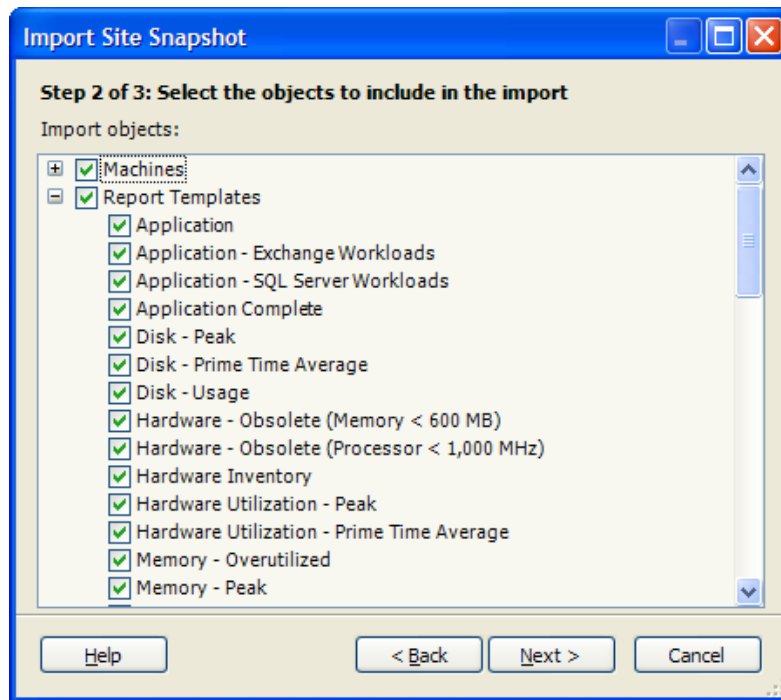 Import Site Snapshot
Step 2 of 3: Select the objects to include in the import
Import objects:
Machines
Report Templates
Application
Application - Exchange Workloads
Application - SQL Server Workloads
Application Complete
Disk - Peak
Disk - Prime Time Average
Disk - Usage
Hardware - Obsolete (Memory < 600 MB)
Hardware - Obsolete (Processor < 1,000 MHz)
Hardware Inventory
Hardware Utilization - Peak
Hardware Utilization - Prime Time Average
Memory - Overutilized
Memory - Peak
Help < Back Next > Cancel